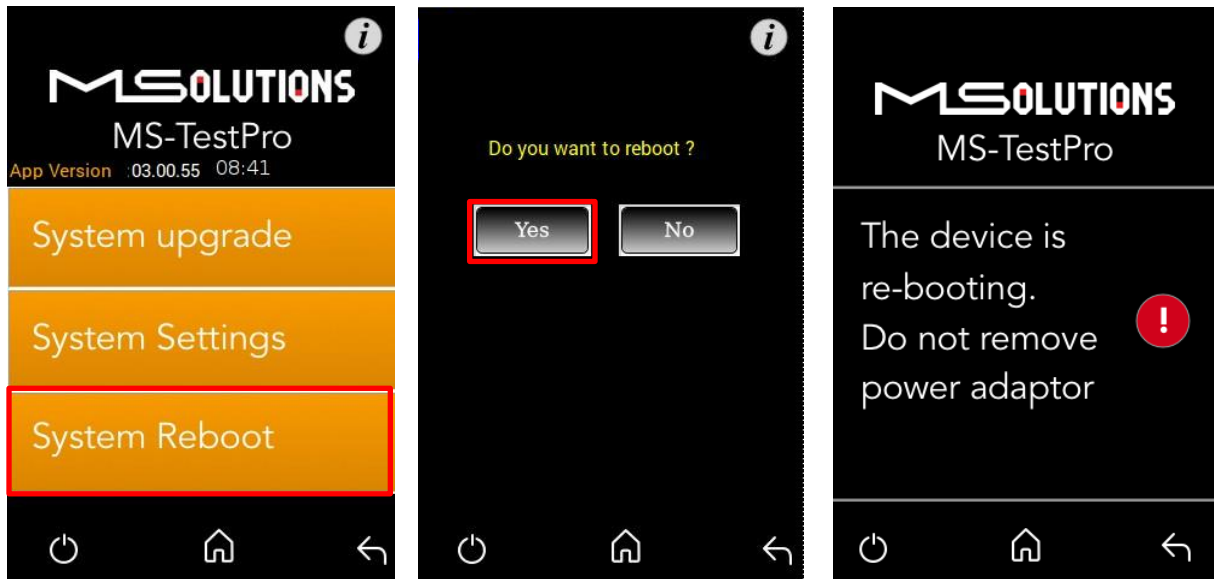 i
MSOLUTIONS
MS-TestPro
App Version :03.00.55 08:41
System upgrade
System Settings
System Reboot
i
Do you want to reboot ?
Yes No
MSOLUTIONS
MS-TestPro
The device is
re-booting.
Do not remove
power adaptor
!